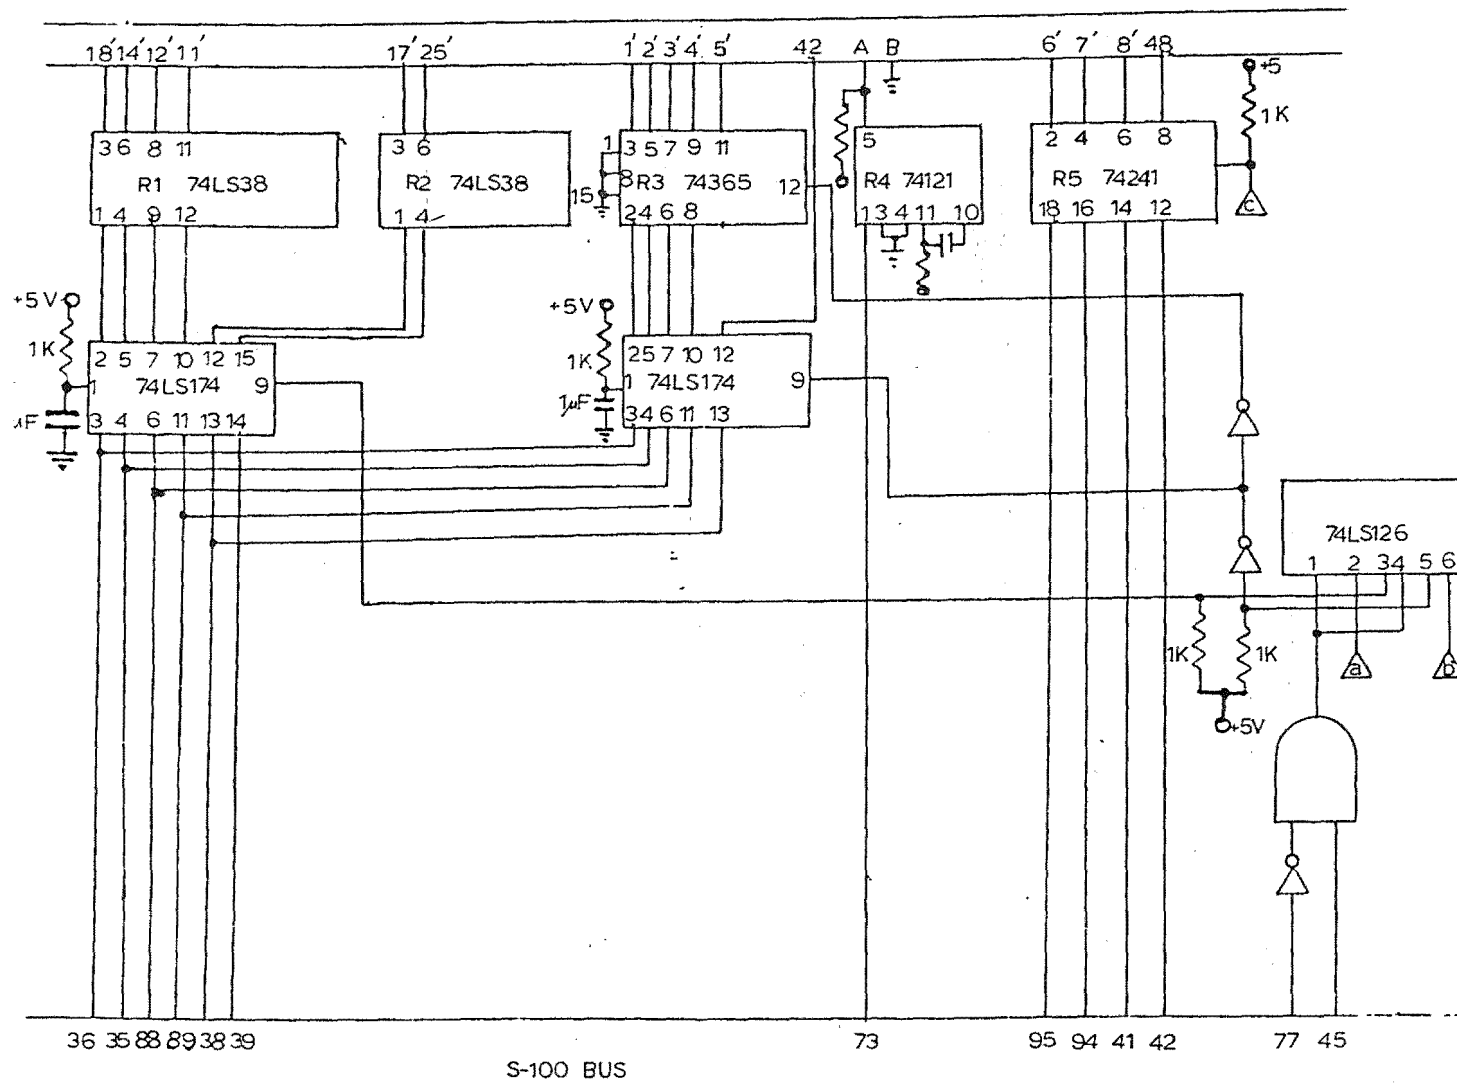 18′ 14′ 12′ 11′ 17′ 25′ 1′ 2′ 3′ 4′ 5′ 42 A B 6′ 7′ 8′ 48
+5
1K
3 6 8 11
R1 74LS38
1 4 9 12
3 6
R2 74LS38
1 4
1 3 5 7 9 11
8
15
R3 74365
12
2 4 6 8
5
R4 74121
1 3 4 11 10
2 4 6 8
R5 74241
18 16 14 12
c
+5V
1K
2 5 7 10 12 15
1 74LS174 9
µF
3 4 6 11 13 14
+5V
1K
2 5 7 10 12
1 74LS174 9
1µF
3 4 6 11 13
74LS126
1 2 3 4 5 6
1K 1K
a b
+5V
36 35 88 89 38 39 73 95 94 41 42 77 45
S-100 BUS